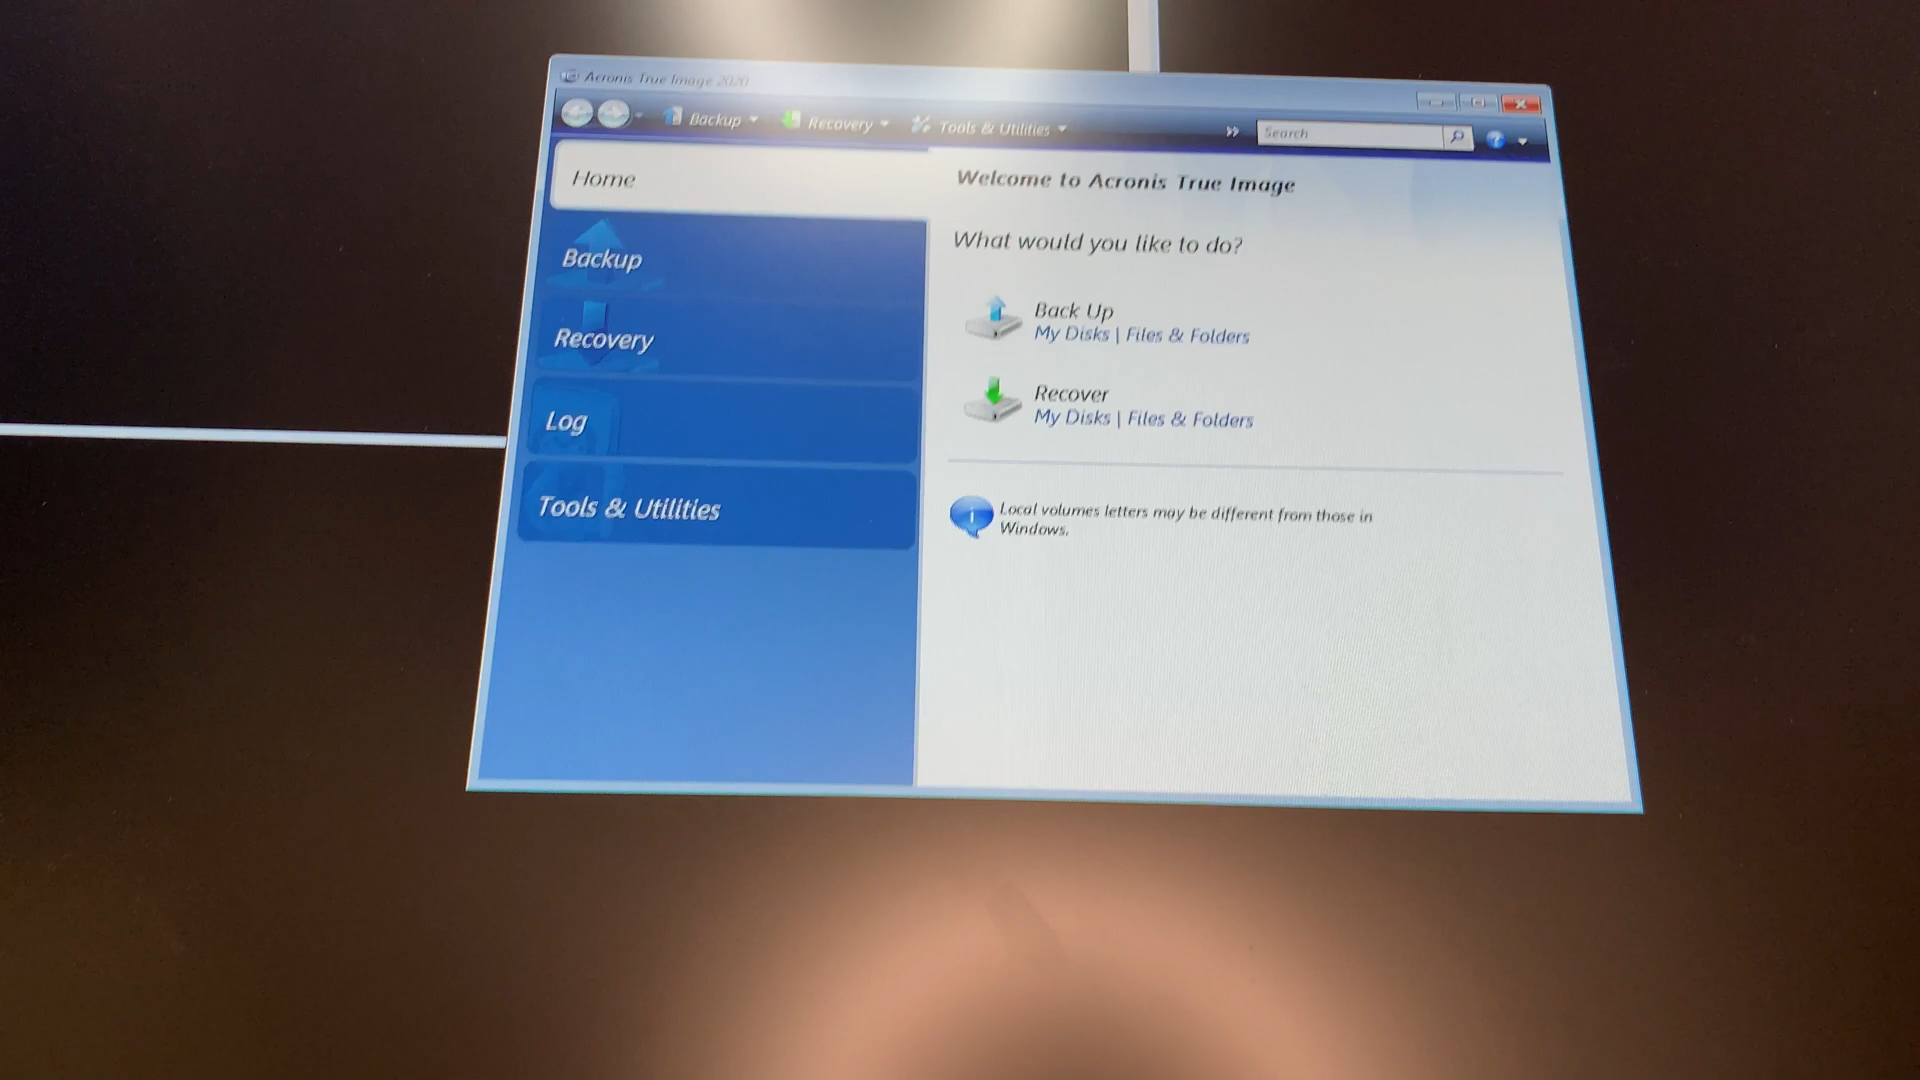 Acronis True Image 2020
Backup
Recovery
Tools & Utilities
Search
Home
Backup
Recovery
Log
Tools & Utilities
Welcome to Acronis True Image
What would you like to do?
Back Up
My Disks | Files & Folders
Recover
My Disks | Files & Folders
Local volumes letters may be different from those in
Windows.